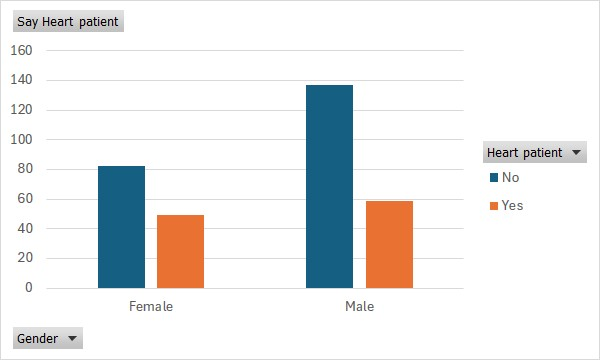 Say Heart patient
160
140
120
100
80
60
40
20
0
Female Male
Heart patient
No
Yes
Gender